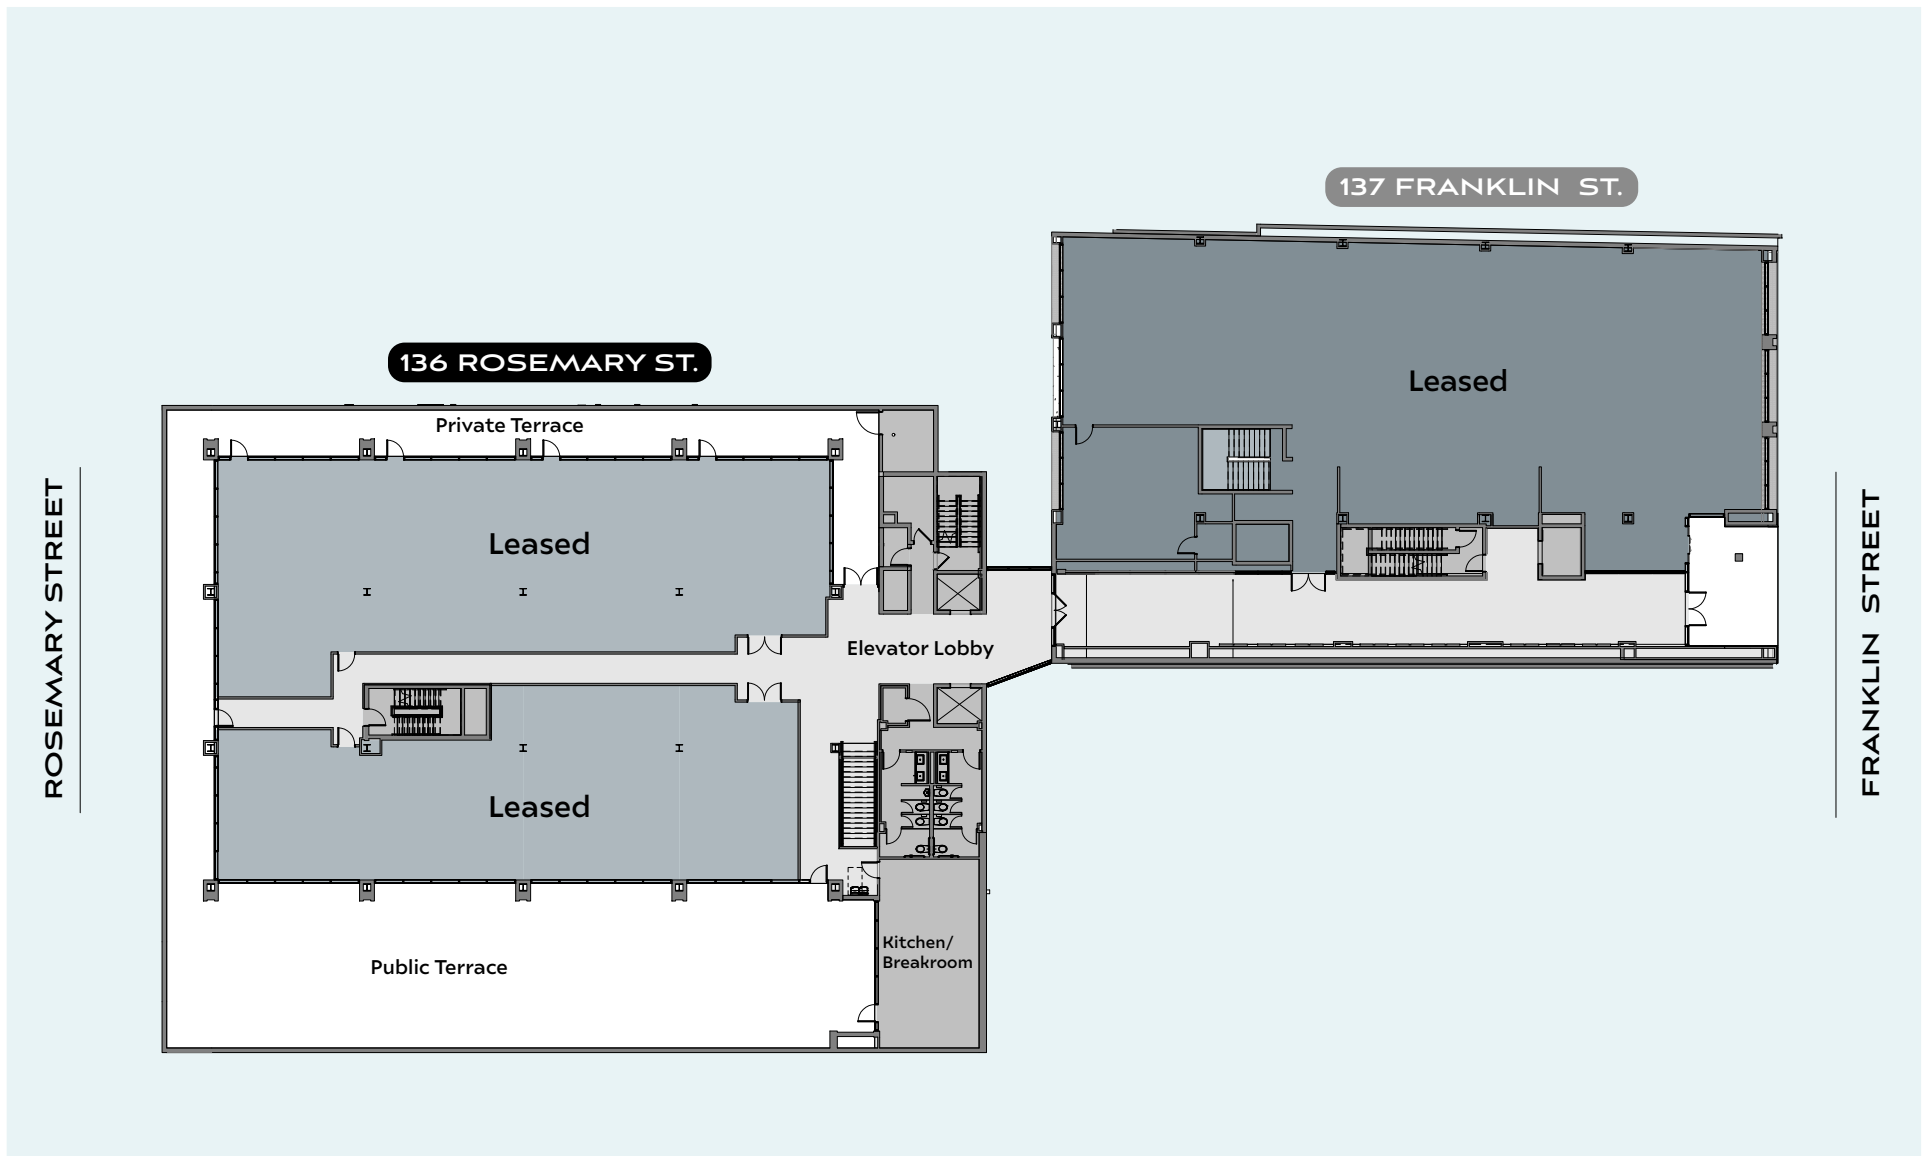 137 FRANKLIN ST.
136 ROSEMARY ST.
Private Terrace
Leased
Leased
Elevator Lobby
Leased
Kitchen/
Breakroom
Public Terrace
ROSEMARY STREET
FRANKLIN STREET